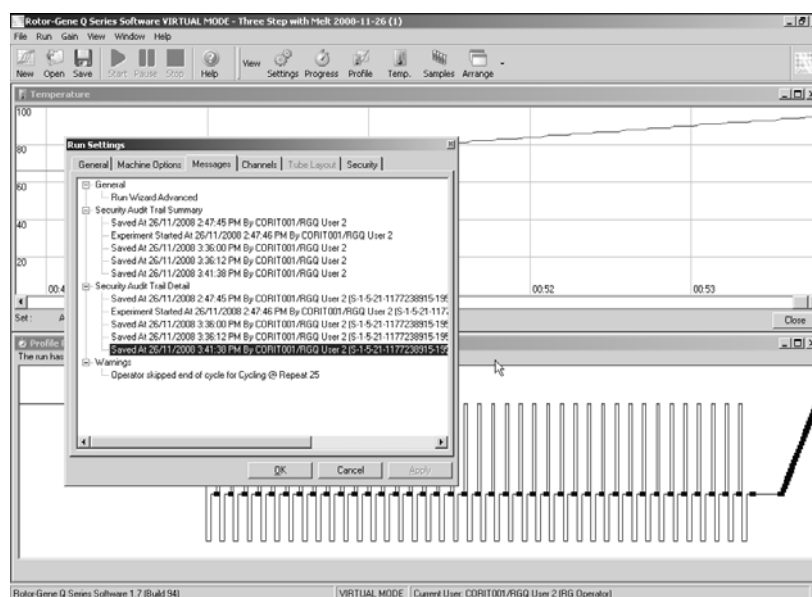 Rotor-Gene Q Series Software VIRTUAL MODE - Three Step with Melt 2008-11-26 (1)
File Run Gain View Window Help
New Open Save Start Pause Stop Help View Settings Progress Profile Temp. Samples Arrange
Temperature
100
80
60
40
20
00:52 00:53
Set :
Close
Run Settings
General Machine Options Messages Channels Tube Layout Security
General
Run Wizard Advanced
Security Audit Trail Summary
Saved At 26/11/2008 2:47:45 PM By CORIT001/RGQ User 2
Experiment Started At 26/11/2008 2:47:46 PM By CORIT001/RGQ User 2
Saved At 26/11/2008 3:36:00 PM By CORIT001/RGQ User 2
Saved At 26/11/2008 3:36:12 PM By CORIT001/RGQ User 2
Saved At 26/11/2008 3:41:38 PM By CORIT001/RGQ User 2
Security Audit Trail Detail
Saved At 26/11/2008 2:47:45 PM By CORIT001/RGQ User 2 (S-1-5-21-1177238915-195
Experiment Started At 26/11/2008 2:47:46 PM By CORIT001/RGQ User 2 (S-1-5-21-1177
Saved At 26/11/2008 3:36:00 PM By CORIT001/RGQ User 2 (S-1-5-21-1177238915-195
Saved At 26/11/2008 3:36:12 PM By CORIT001/RGQ User 2 (S-1-5-21-1177238915-195
Saved At 26/11/2008 3:41:38 PM By CORIT001/RGQ User 2 (S-1-5-21-1177238915-195
Warnings
Operator skipped end of cycle for Cycling @ Repeat 25
OK Cancel Apply
Profile
The run has
Rotor-Gene Q Series Software 1.7 (Build 94) VIRTUAL MODE Current User: CORIT001/RGQ User 2 (RG Operator)